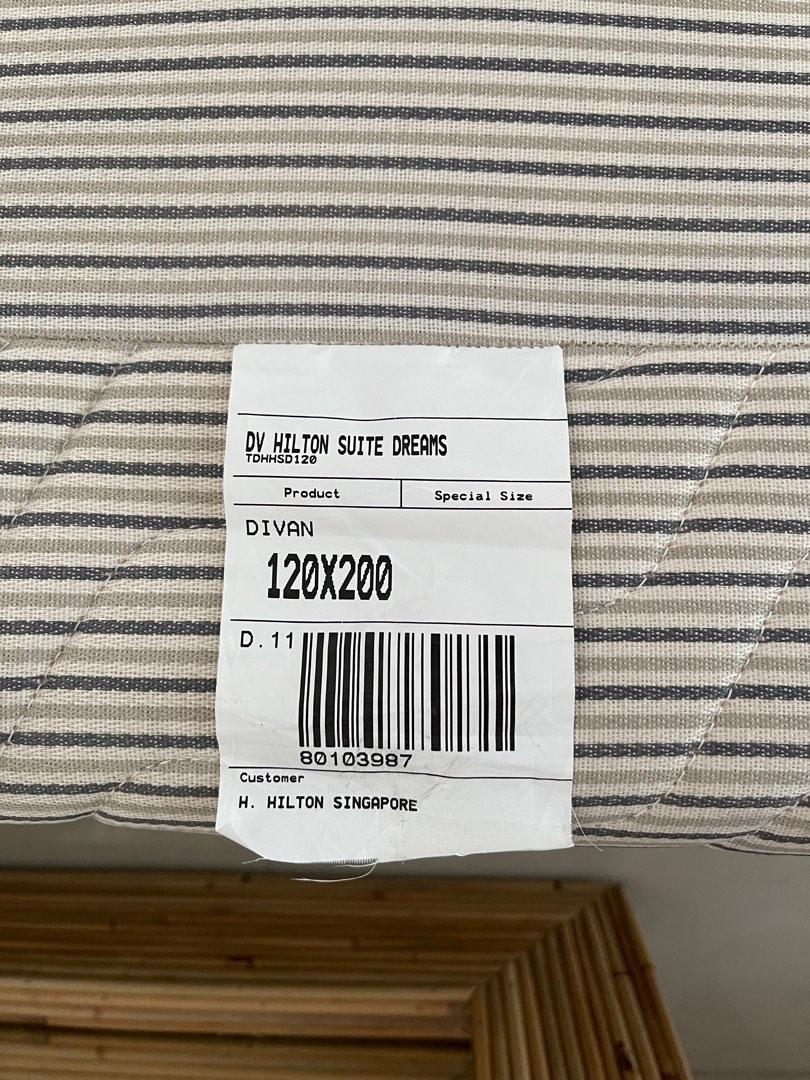 DV HILTON SUITE DREAMS
TDHHSD120
Product Special Size
DIVAN
120X200
D.11
80103987
Customer
H. HILTON SINGAPORE